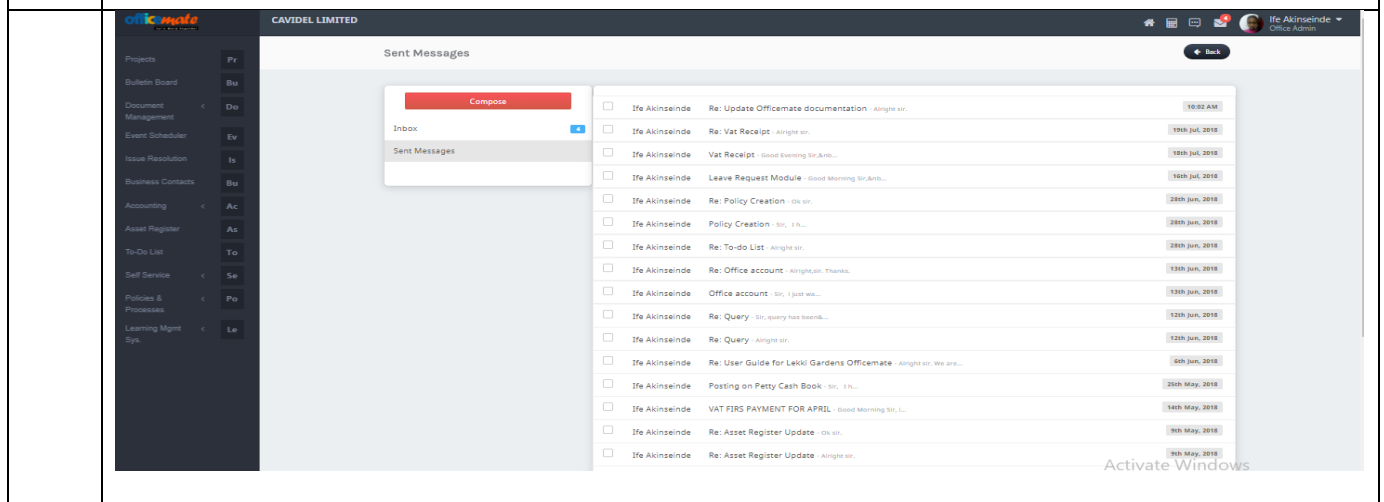 officemate
CAVIDEL LIMITED
4
Ife Akinseinde
Office Admin
Sent Messages
Back
Projects Pr
Bulletin Board Bu
Document Management Do
Event Scheduler Ev
Issue Resolution Is
Business Contacts Bu
Accounting Ac
Asset Register As
To-Do List To
Self Service Se
Policies & Processes Po
Learning Mgmt Sys. Le
Compose
Inbox 4
Sent Messages
Ife Akinseinde Re: Update Officemate documentation - Alright sir. 10:02 AM
Ife Akinseinde Re: Vat Receipt - Alright sir. 19th Jul, 2018
Ife Akinseinde Vat Receipt - Good Evening Sir,&nb... 18th Jul, 2018
Ife Akinseinde Leave Request Module - Good Morning Sir,&nb... 16th Jul, 2018
Ife Akinseinde Re: Policy Creation - Ok sir. 28th Jun, 2018
Ife Akinseinde Policy Creation - Sir, I h... 28th Jun, 2018
Ife Akinseinde Re: To-do List - Alright sir. 28th Jun, 2018
Ife Akinseinde Re: Office account - Alright,sir. Thanks. 13th Jun, 2018
Ife Akinseinde Office account - Sir, I just wa... 13th Jun, 2018
Ife Akinseinde Re: Query - Sir, query has been&... 12th Jun, 2018
Ife Akinseinde Re: Query - Alright sir. 12th Jun, 2018
Ife Akinseinde Re: User Guide for Lekki Gardens Officemate - Alright sir. We are... 6th Jun, 2018
Ife Akinseinde Posting on Petty Cash Book - Sir, I h... 25th May, 2018
Ife Akinseinde VAT FIRS PAYMENT FOR APRIL - Good Morning Sir, I... 14th May, 2018
Ife Akinseinde Re: Asset Register Update - Ok sir. 9th May, 2018
Ife Akinseinde Re: Asset Register Update - Alright sir. 9th May, 2018
Activate Windows